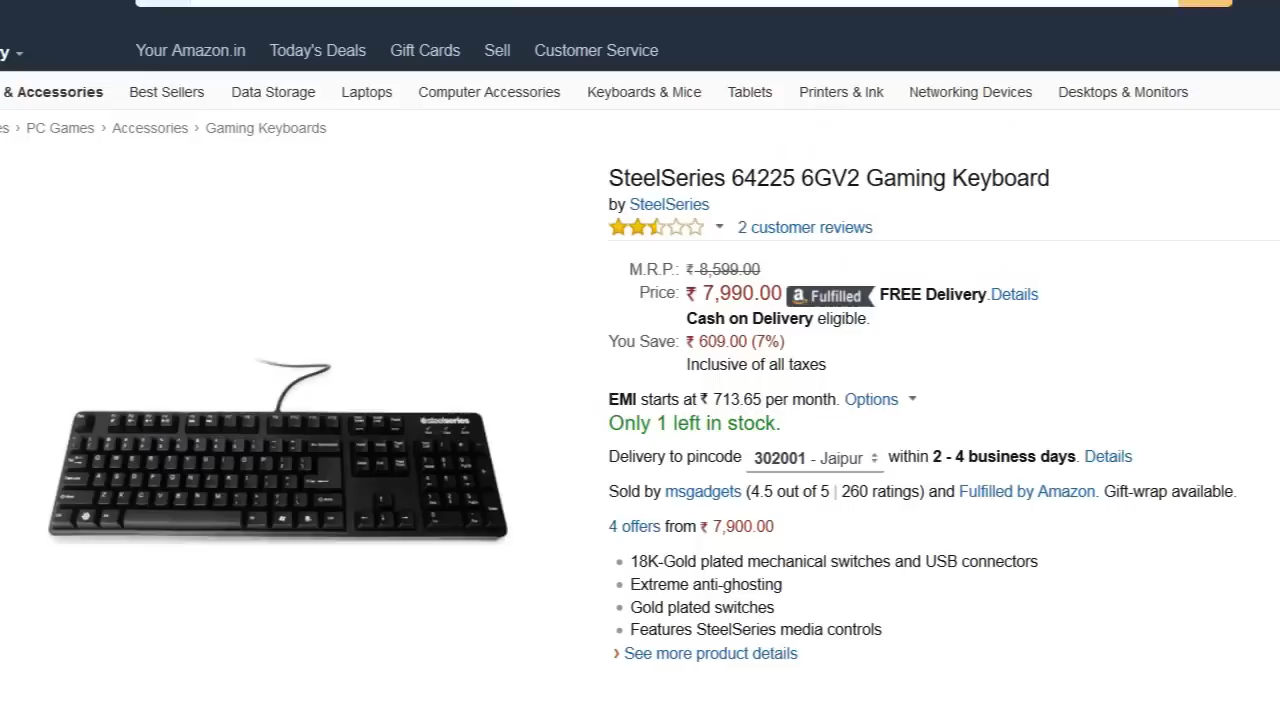 y
Your Amazon.in Today's Deals Gift Cards Sell Customer Service
& Accessories Best Sellers Data Storage Laptops Computer Accessories Keyboards & Mice Tablets Printers & Ink Networking Devices Desktops & Monitors
es › PC Games › Accessories › Gaming Keyboards
SteelSeries 64225 6GV2 Gaming Keyboard
by SteelSeries
2 customer reviews
M.R.P.: ₹ 8,599.00
Price: ₹ 7,990.00 a Fulfilled FREE Delivery.Details
Cash on Delivery eligible.
You Save: ₹ 609.00 (7%)
Inclusive of all taxes
EMI starts at ₹ 713.65 per month. Options
Only 1 left in stock.
Delivery to pincode 302001 - Jaipur within 2 - 4 business days. Details
Sold by msgadgets (4.5 out of 5 | 260 ratings) and Fulfilled by Amazon. Gift-wrap available.
4 offers from ₹ 7,900.00
18K-Gold plated mechanical switches and USB connectors
Extreme anti-ghosting
Gold plated switches
Features SteelSeries media controls
› See more product details
steelseries